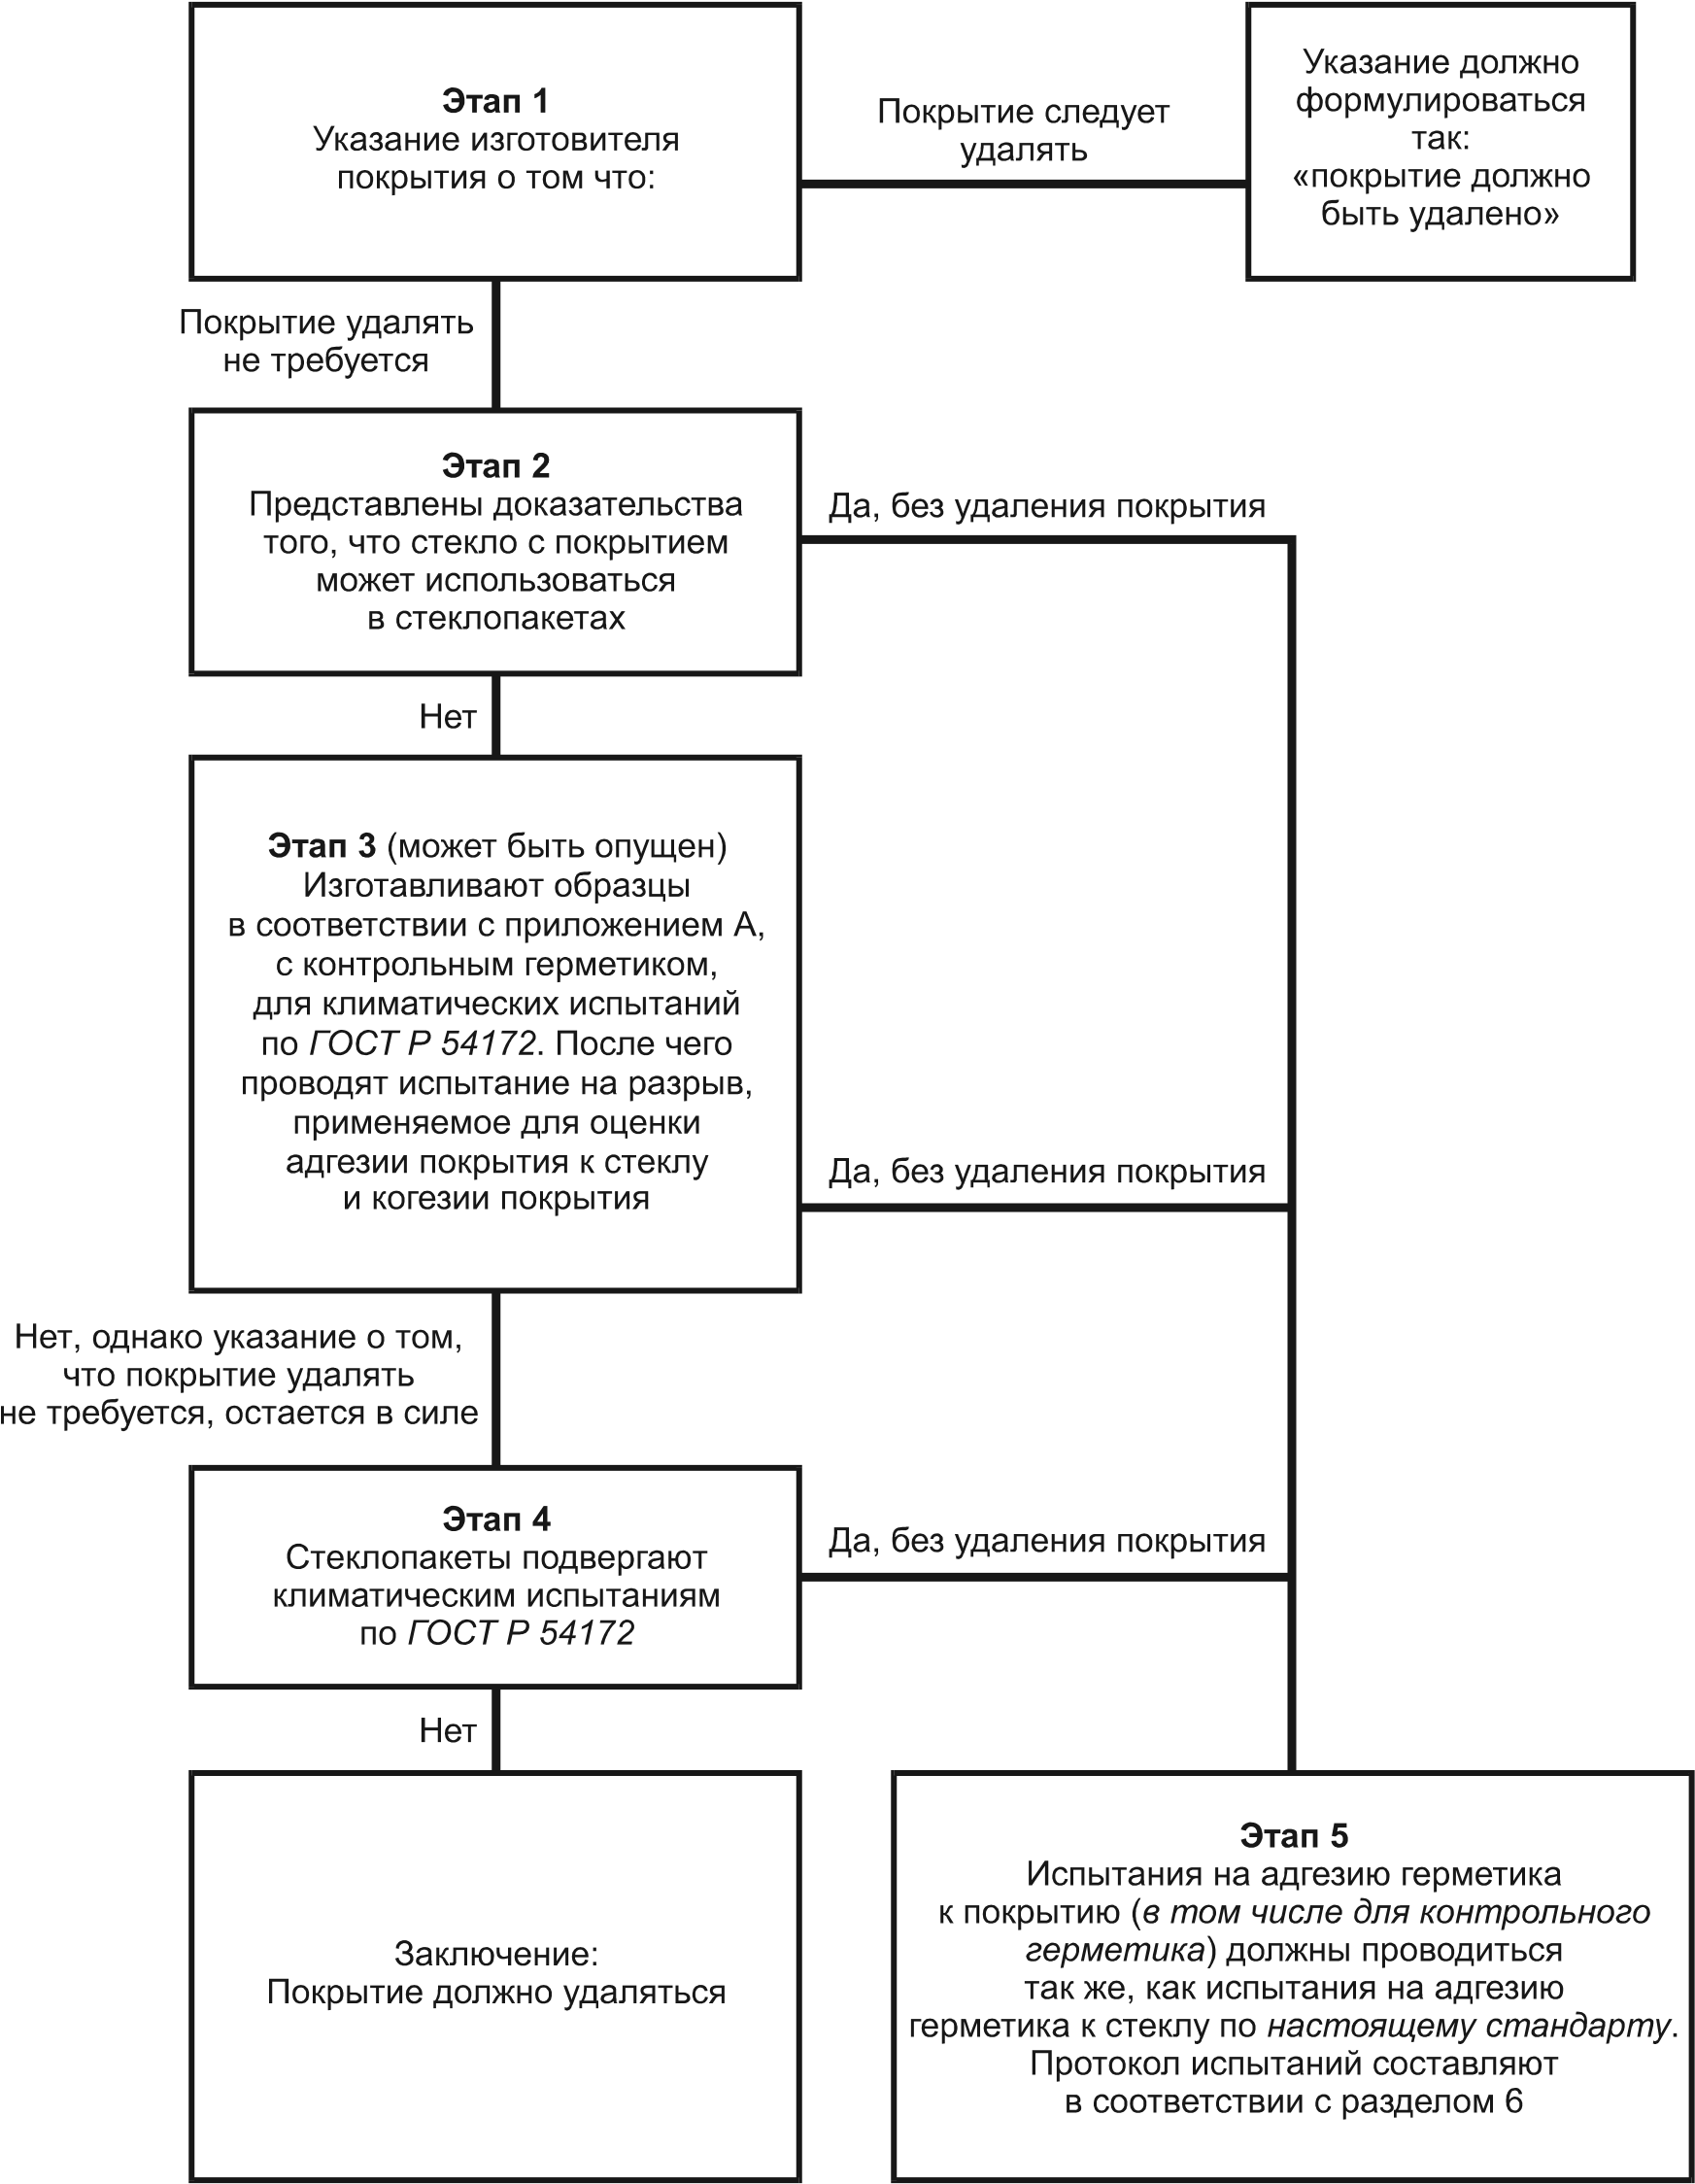 Этап 1
Указание изготовителя
покрытия о том что:
Покрытие следует
удалять
Указание должно
формулироваться
так:
«покрытие должно
быть удалено»
Покрытие удалять
не требуется
Этап 2
Представлены доказательства
того, что стекло с покрытием
может использоваться
в стеклопакетах
Да, без удаления покрытия
Нет
Этап 3 (может быть опущен)
Изготавливают образцы
в соответствии с приложением А,
с контрольным герметиком,
для климатических испытаний
по ГОСТ Р 54172. После чего
проводят испытание на разрыв,
применяемое для оценки
адгезии покрытия к стеклу
и когезии покрытия
Да, без удаления покрытия
Нет, однако указание о том,
что покрытие удалять
не требуется, остается в силе
Этап 4
Стеклопакеты подвергают
климатическим испытаниям
по ГОСТ Р 54172
Да, без удаления покрытия
Нет
Заключение:
Покрытие должно удаляться
Этап 5
Испытания на адгезию герметика
к покрытию (в том числе для контрольного
герметика) должны проводиться
так же, как испытания на адгезию
герметика к стеклу по настоящему стандарту.
Протокол испытаний составляют
в соответствии с разделом 6